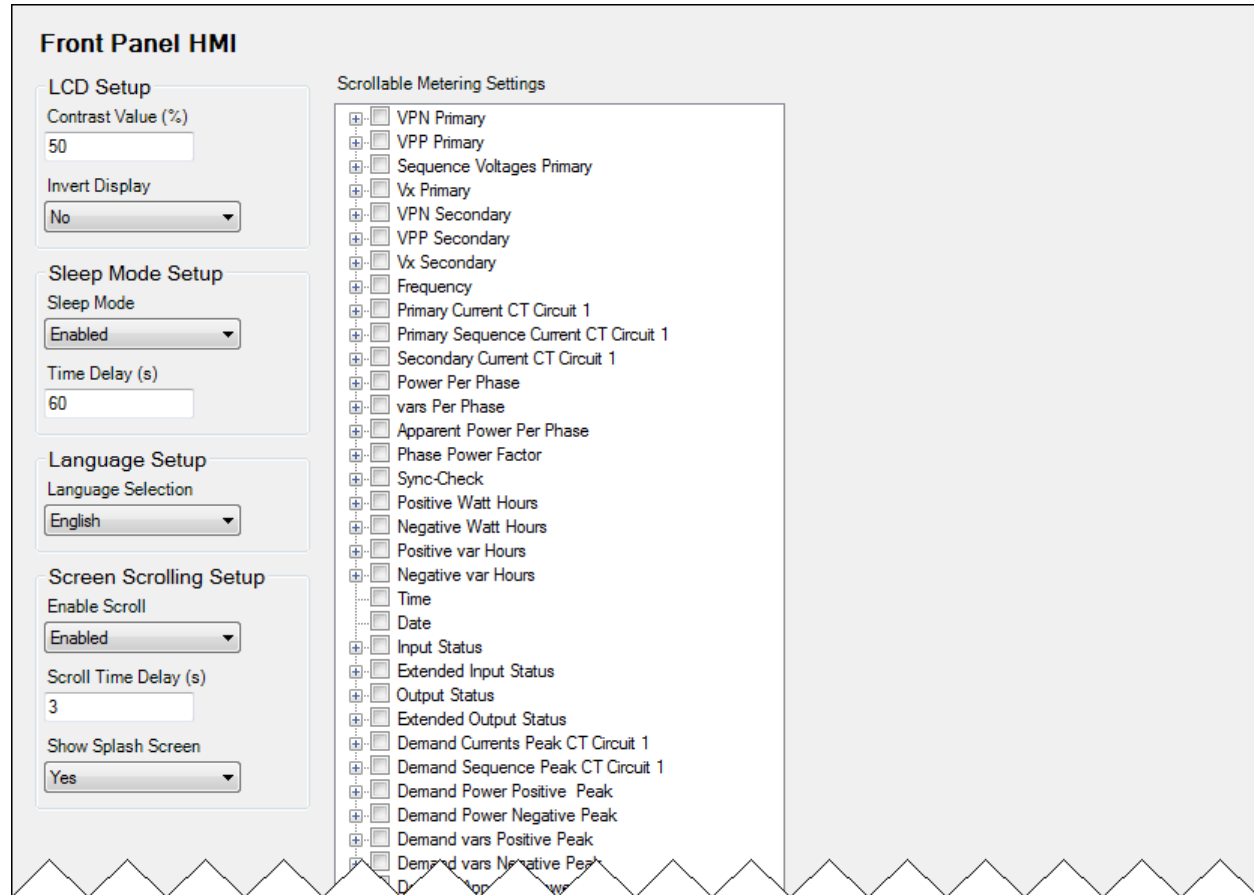 Front Panel HMI
LCD Setup
Contrast Value (%)
50
Invert Display
No
Sleep Mode Setup
Sleep Mode
Enabled
Time Delay (s)
60
Language Setup
Language Selection
English
Screen Scrolling Setup
Enable Scroll
Enabled
Scroll Time Delay (s)
3
Show Splash Screen
Yes
Scrollable Metering Settings
VPN Primary
VPP Primary
Sequence Voltages Primary
Vx Primary
VPN Secondary
VPP Secondary
Vx Secondary
Frequency
Primary Current CT Circuit 1
Primary Sequence Current CT Circuit 1
Secondary Current CT Circuit 1
Power Per Phase
vars Per Phase
Apparent Power Per Phase
Phase Power Factor
Sync-Check
Positive Watt Hours
Negative Watt Hours
Positive var Hours
Negative var Hours
Time
Date
Input Status
Extended Input Status
Output Status
Extended Output Status
Demand Currents Peak CT Circuit 1
Demand Sequence Peak CT Circuit 1
Demand Power Positive  Peak
Demand Power Negative Peak
Demand vars Positive Peak
Demand vars Negative Peak